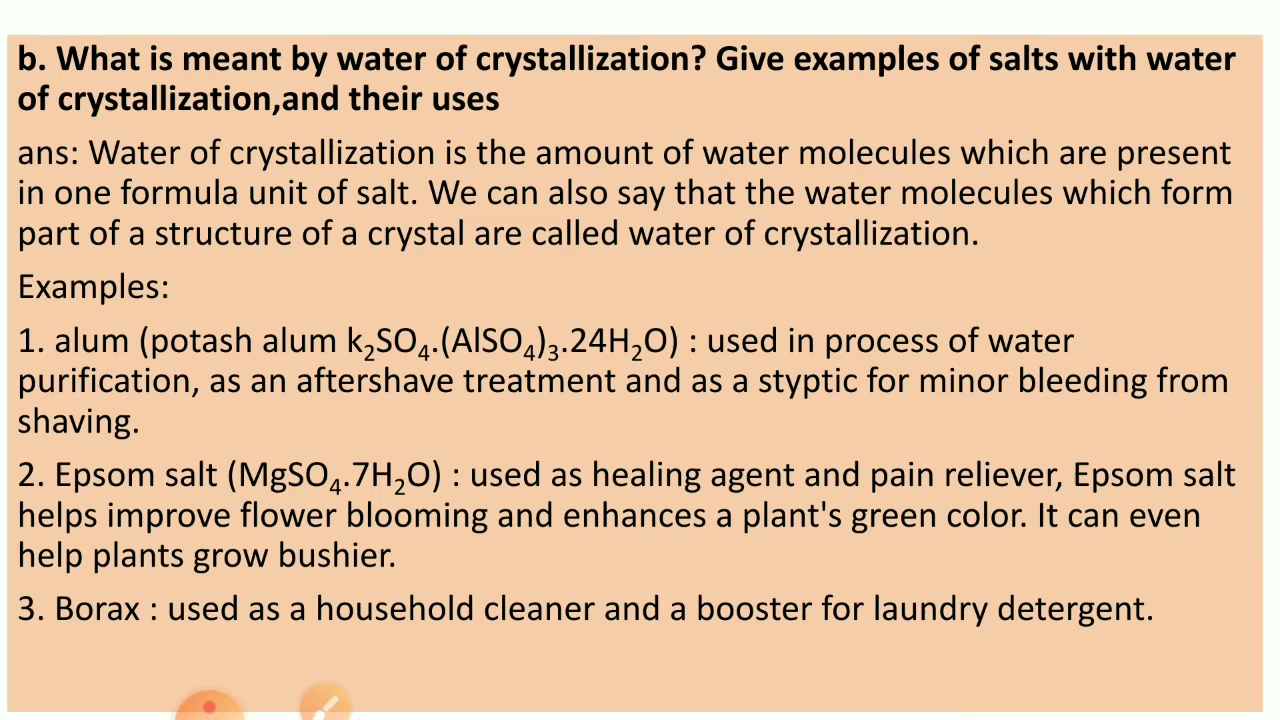 b. What is meant by water of crystallization? Give examples of salts with water
of crystallization,and their uses
ans: Water of crystallization is the amount of water molecules which are present
in one formula unit of salt. We can also say that the water molecules which form
part of a structure of a crystal are called water of crystallization.
Examples:
1. alum (potash alum k₂SO₄.(AlSO₄)₃.24H₂O) : used in process of water
purification, as an aftershave treatment and as a styptic for minor bleeding from
shaving.
2. Epsom salt (MgSO₄.7H₂O) : used as healing agent and pain reliever, Epsom salt
helps improve flower blooming and enhances a plant's green color. It can even
help plants grow bushier.
3. Borax : used as a household cleaner and a booster for laundry detergent.